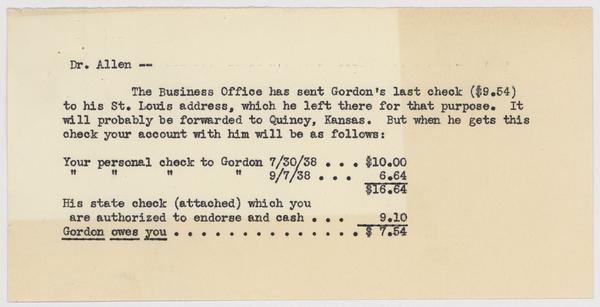 Dr. Allen --
The Business Office has sent Gordon's last check ($9.54)
to his St. Louis address, which he left there for that purpose. It
will probably be forwarded to Quincy, Kansas. But when he gets this
check your account with him will be as follows:
Your personal check to Gordon 7/30/38 . . . $10.00
" " " " 9/7/38 . . . 6.64
$16.64
His state check (attached) which you
are authorized to endorse and cash . . . 9.10
Gordon owes you . . . . . . . . . . . . . . $ 7.54